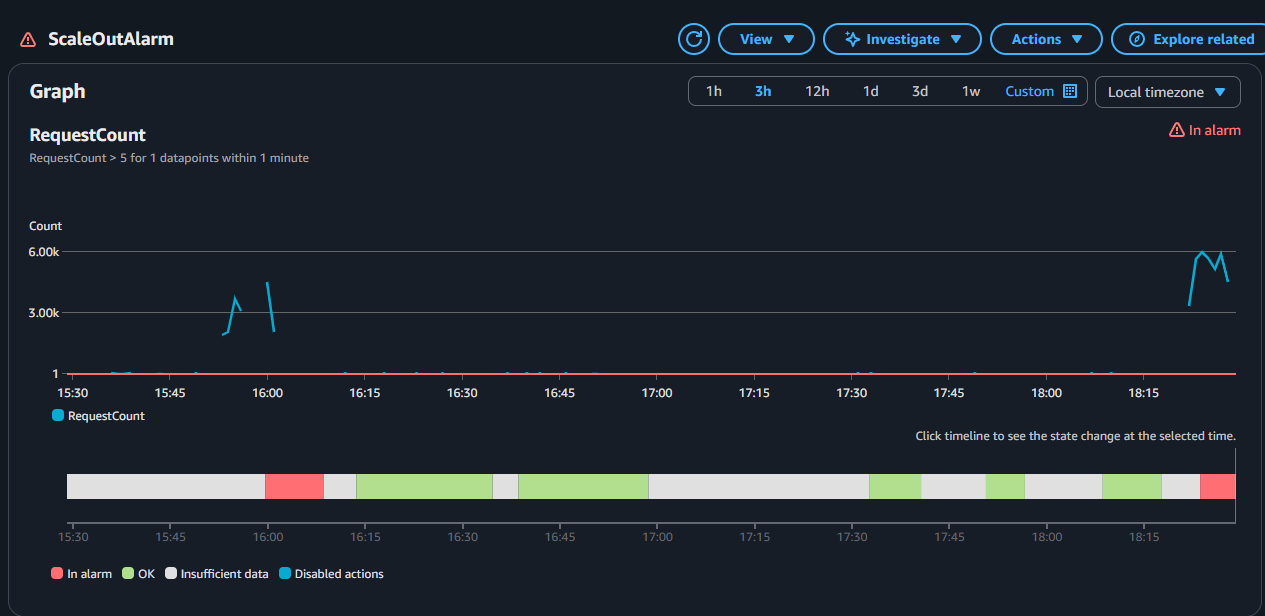 ScaleOutAlarm
View
Investigate
Actions
Explore related
Graph
1h 3h 12h 1d 3d 1w Custom
Local timezone
RequestCount
In alarm
RequestCount > 5 for 1 datapoints within 1 minute
Count
6.00k
3.00k
1
15:30 15:45 16:00 16:15 16:30 16:45 17:00 17:15 17:30 17:45 18:00 18:15
RequestCount
Click timeline to see the state change at the selected time.
15:30 15:45 16:00 16:15 16:30 16:45 17:00 17:15 17:30 17:45 18:00 18:15
In alarm OK Insufficient data Disabled actions